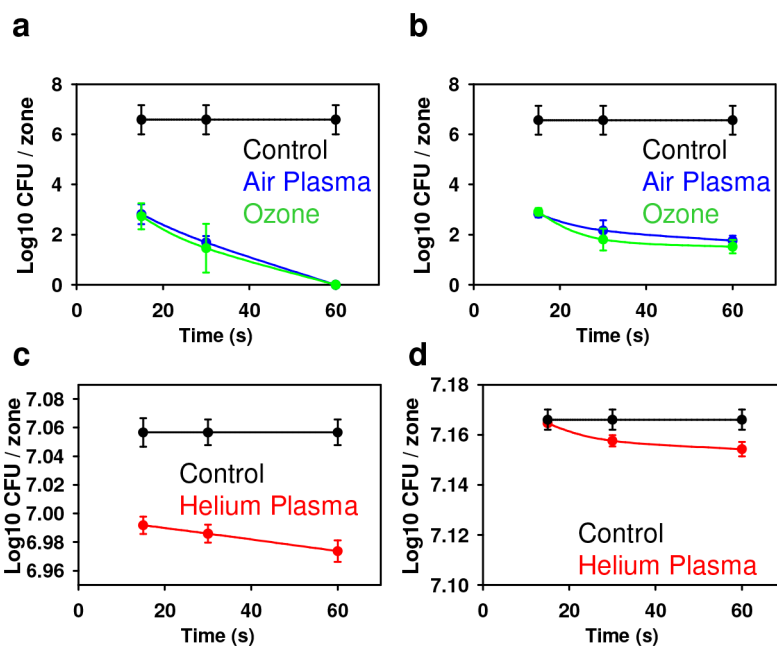 a
8
6
4
2
0
Log10 CFU / zone
Control
Air Plasma
Ozone
0
20
40
60
Time (s)
b
8
6
4
2
0
Log10 CFU / zone
Control
Air Plasma
Ozone
0
20
40
60
Time (s)
c
7.08
7.06
7.04
7.02
7.00
6.98
6.96
Log10 CFU / zone
Control
Helium Plasma
0
20
40
60
Time (s)
d
7.18
7.16
7.14
7.12
7.10
Log10 CFU / zone
Control
Helium Plasma
0
20
40
60
Time (s)